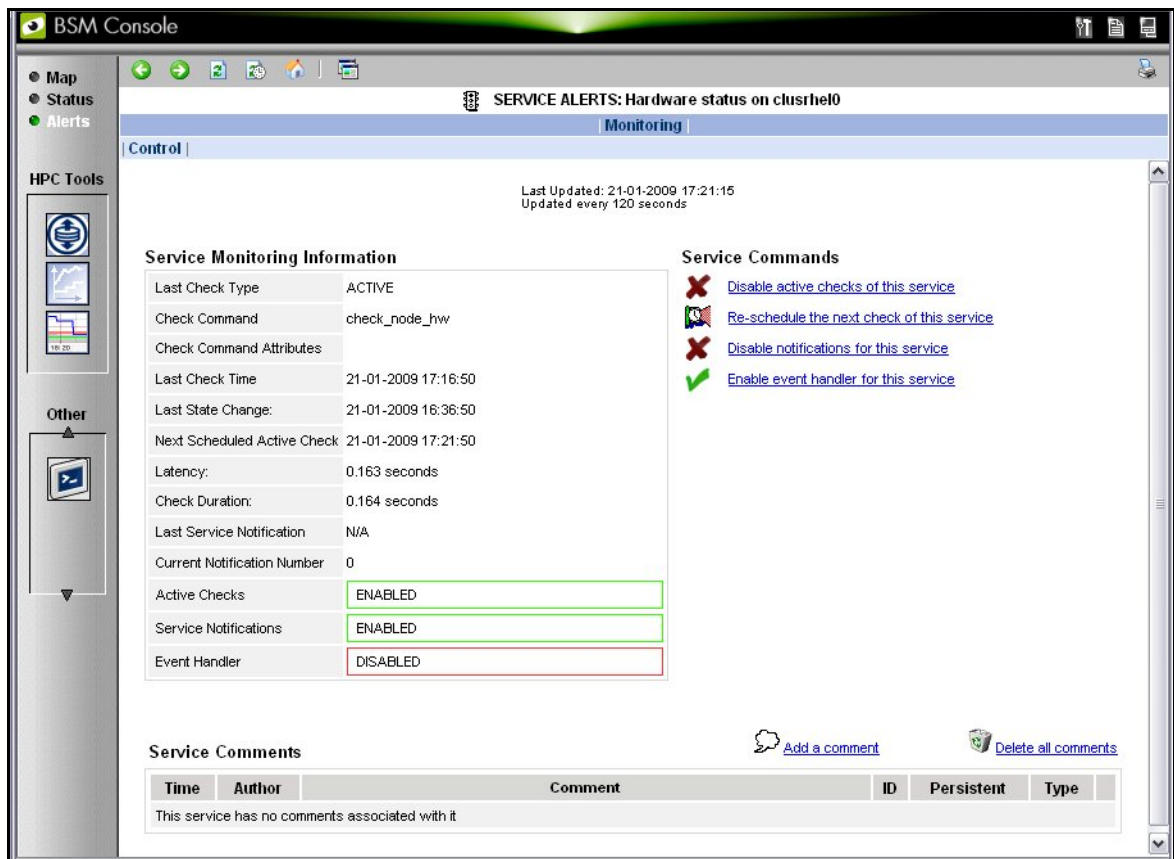 BSM Console
Map
Status
Alerts
SERVICE ALERTS: Hardware status on clusrhel0
| Monitoring |
| Control |
HPC Tools
18 20
Other
Last Updated: 21-01-2009 17:21:15
Updated every 120 seconds
Service Monitoring Information
Last Check Type ACTIVE
Check Command check_node_hw
Check Command Attributes
Last Check Time 21-01-2009 17:16:50
Last State Change: 21-01-2009 16:36:50
Next Scheduled Active Check 21-01-2009 17:21:50
Latency: 0.163 seconds
Check Duration: 0.164 seconds
Last Service Notification N/A
Current Notification Number 0
Active Checks ENABLED
Service Notifications ENABLED
Event Handler DISABLED
Service Commands
Disable active checks of this service
Re-schedule the next check of this service
Disable notifications for this service
Enable event handler for this service
Service Comments
Add a comment
Delete all comments
Time Author Comment ID Persistent Type
This service has no comments associated with it